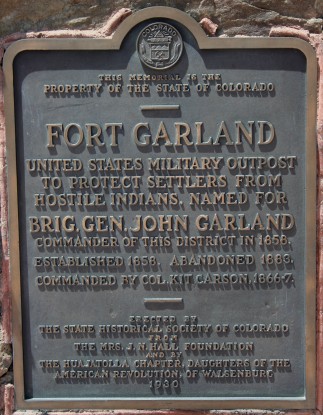 COLORADO
THIS MEMORIAL IS THE
PROPERTY OF THE STATE OF COLORADO
FORT GARLAND
UNITED STATES MILITARY OUTPOST
TO PROTECT SETTLERS FROM
HOSTILE INDIANS. NAMED FOR
BRIG. GEN. JOHN GARLAND
COMMANDER OF THIS DISTRICT IN 1858.
ESTABLISHED 1858, ABANDONED 1883.
COMMANDED BY COL. KIT CARSON, 1866-7.
ERECTED BY
THE STATE HISTORICAL SOCIETY OF COLORADO
FROM
THE MRS. J. N. HALL FOUNDATION
AND BY
THE HUAJATOLLA CHAPTER, DAUGHTERS OF THE
AMERICAN REVOLUTION, OF WALSENBURG
1930